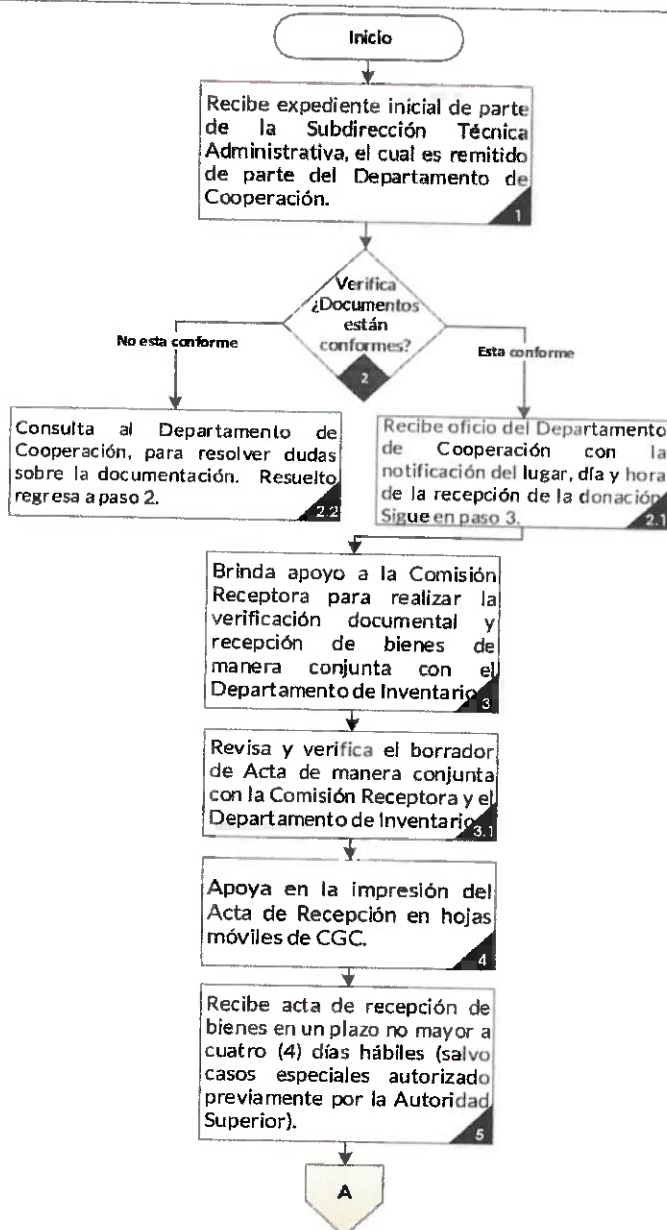 Inicio
Recibe expediente inicial de parte
de la Subdirección Técnica
Administrativa, el cual es remitido
de parte del Departamento de
Cooperación.
1
Verifica
¿Documentos
están
conformes?
2
No esta conforme
Esta conforme
Consulta al Departamento de
Cooperación, para resolver dudas
sobre la documentación. Resuelto
regresa a paso 2.
2.2
Recibe oficio del Departamento
de Cooperación con la
notificación del lugar, día y hora
de la recepción de la donación.
Sigue en paso 3.
2.1
Brinda apoyo a la Comisión
Receptora para realizar la
verificación documental y
recepción de bienes de
manera conjunta con el
Departamento de Inventario.
3
Revisa y verifica el borrador
de Acta de manera conjunta
con la Comisión Receptora y el
Departamento de Inventario.
3.1
Apoya en la impresión del
Acta de Recepción en hojas
móviles de CGC.
4
Recibe acta de recepción de
bienes en un plazo no mayor a
cuatro (4) días hábiles (salvo
casos especiales autorizado
previamente por la Autoridad
Superior).
5
A